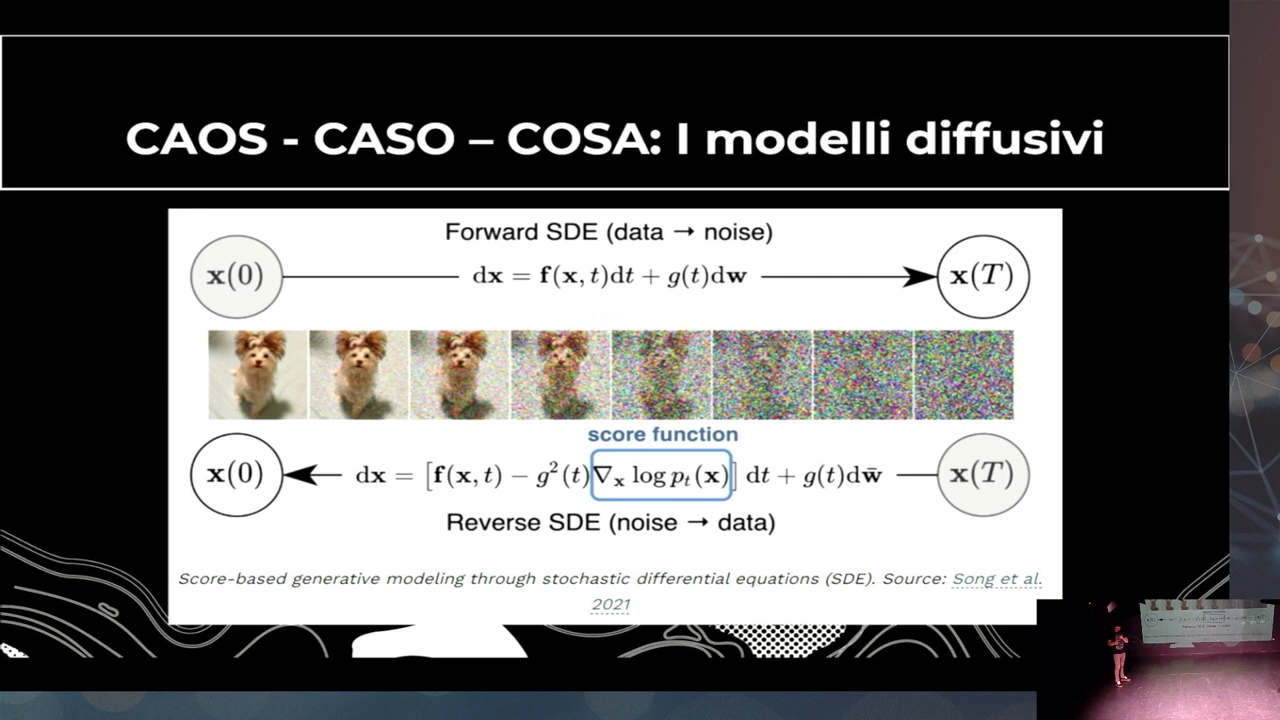 CAOS - CASO – COSA: I modelli diffusivi
Forward SDE (data → noise)
x(0)
dx = f(x, t)dt + g(t)dw
x(T)
score function
x(0)
dx = [f(x, t) − g²(t)∇ₓ log pₜ(x)] dt + g(t)dw̄
x(T)
Reverse SDE (noise → data)
Score-based generative modeling through stochastic differential equations (SDE). Source: Song et al.
2021